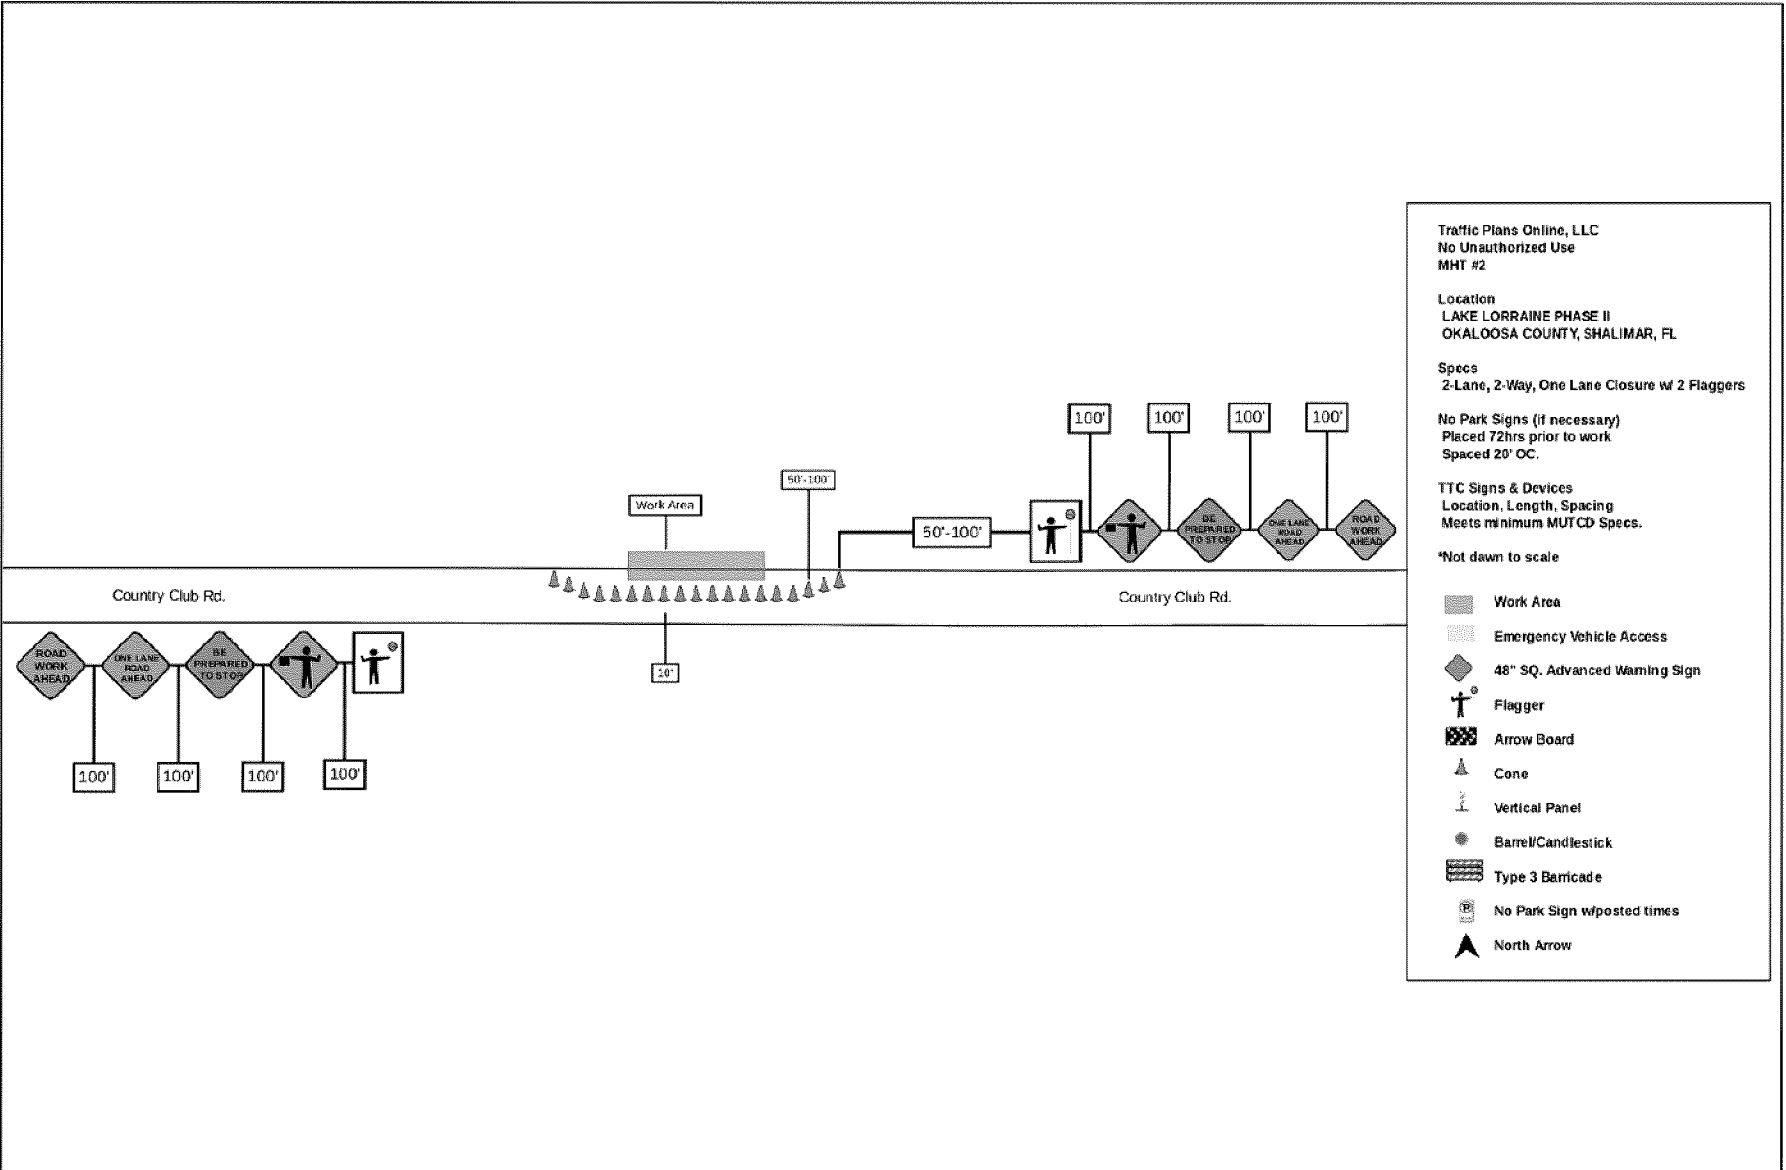 Traffic Plans Online, LLC
No Unauthorized Use
MHT #2
Location
LAKE LORRAINE PHASE II
OKALOOSA COUNTY, SHALIMAR, FL
Specs
2-Lane, 2-Way, One Lane Closure w/ 2 Flaggers
No Park Signs (if necessary)
Placed 72hrs prior to work
Spaced 20' OC.
TTC Signs & Devices
Location, Length, Spacing
Meets minimum MUTCD Specs.
*Not dawn to scale
Work Area
Emergency Vehicle Access
48" SQ. Advanced Warning Sign
Flagger
Arrow Board
Cone
Vertical Panel
Barrel/Candlestick
Type 3 Barricade
P
No Park Sign w/posted times
North Arrow
100'
100'
100'
100'
50'-100'
Work Area
50'-100'
BE
PREPARED
TO STOP
ONE LANE
ROAD
AHEAD
ROAD
WORK
AHEAD
Country Club Rd.
Country Club Rd.
ROAD
WORK
AHEAD
ONE LANE
ROAD
AHEAD
BE
PREPARED
TO STOP
10'
100'
100'
100'
100'